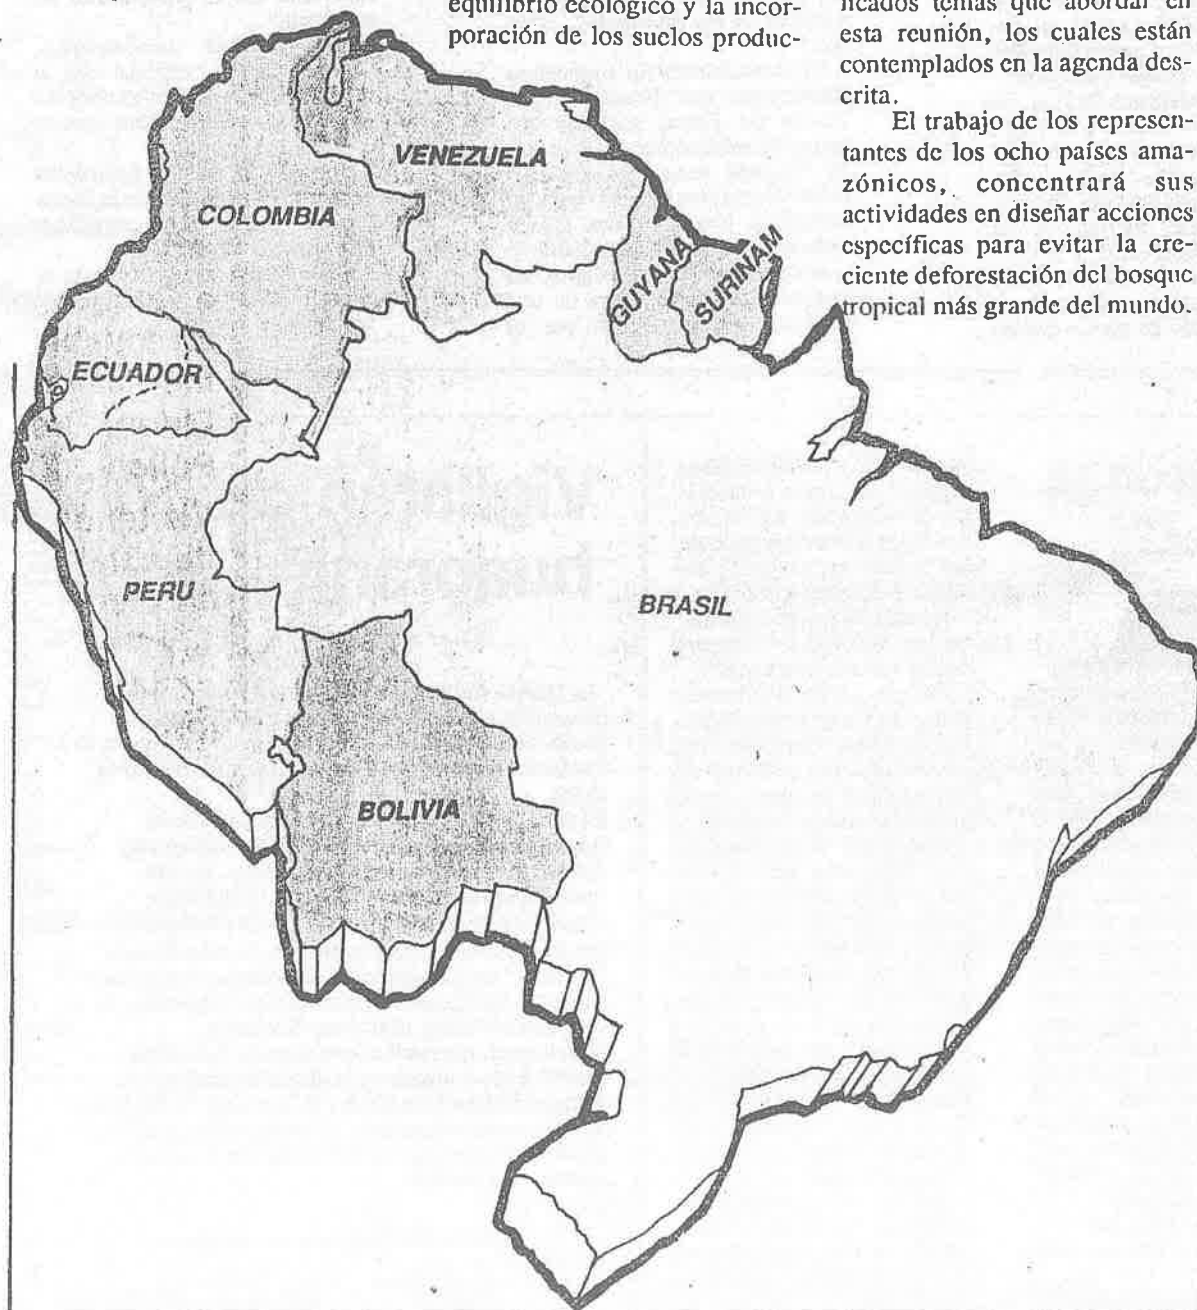 equilibrio ecológico y la incor-
poración de los suelos produc-
ficados temas que abordar en
esta reunión, los cuales están
contemplados en la agenda des-
crita.
El trabajo de los represen-
tantes de los ocho países ama-
zónicos, concentrará sus
actividades en diseñar acciones
específicas para evitar la cre-
ciente deforestación del bosque
tropical más grande del mundo.
VENEZUELA
COLOMBIA
GUYANA
SURINAM
ECUADOR
PERU
BRASIL
BOLIVIA